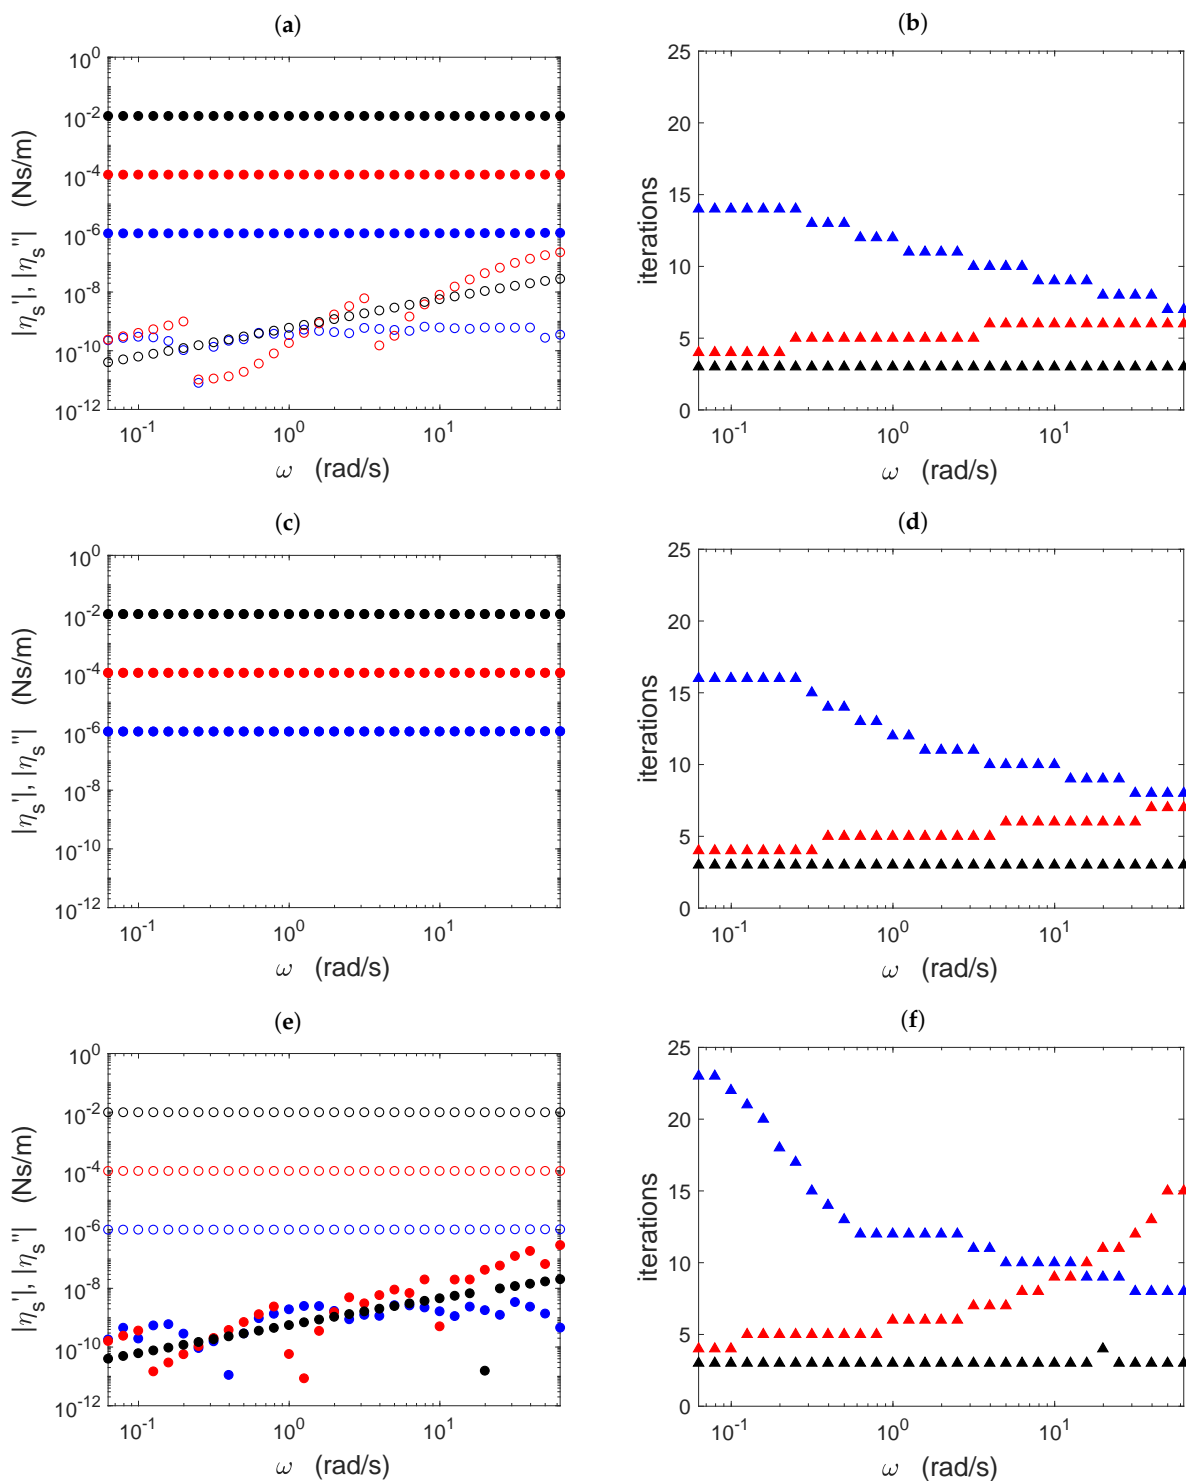 (a)
10^0
10^-2
10^-4
10^-6
10^-8
10^-10
10^-12
|η_s'|, |η_s''| (Ns/m)
10^-1 10^0 10^1
ω (rad/s)
(b)
25
20
15
10
5
0
iterations
10^-1 10^0 10^1
ω (rad/s)
(c)
10^0
10^-2
10^-4
10^-6
10^-8
10^-10
10^-12
|η_s'|, |η_s''| (Ns/m)
10^-1 10^0 10^1
ω (rad/s)
(d)
25
20
15
10
5
0
iterations
10^-1 10^0 10^1
ω (rad/s)
(e)
10^0
10^-2
10^-4
10^-6
10^-8
10^-10
10^-12
|η_s'|, |η_s''| (Ns/m)
10^-1 10^0 10^1
ω (rad/s)
(f)
25
20
15
10
5
0
iterations
10^-1 10^0 10^1
ω (rad/s)